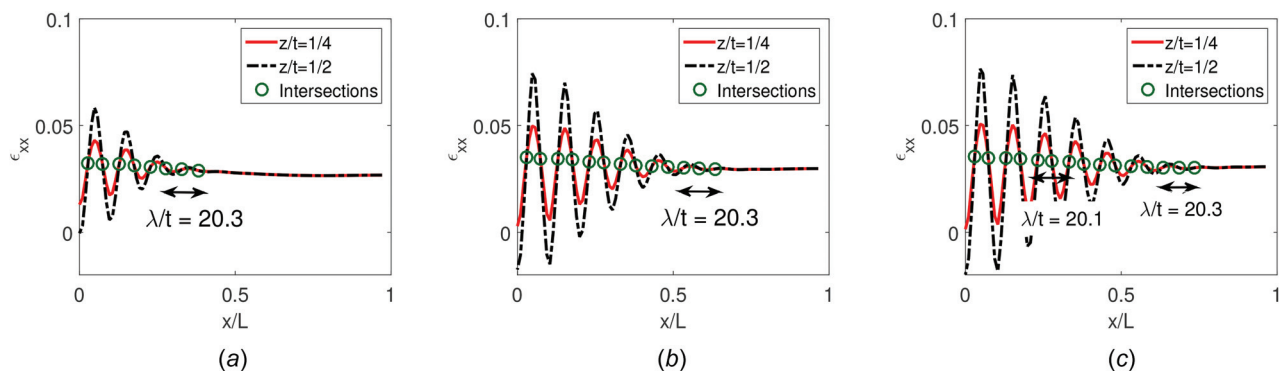 0.1
z/t=1/4
z/t=1/2
Intersections
0.05
ϵxx
0
λ/t = 20.3
0
0.5
1
x/L
(a)
0.1
z/t=1/4
z/t=1/2
Intersections
0.05
ϵxx
0
λ/t = 20.3
0
0.5
1
x/L
(b)
0.1
z/t=1/4
z/t=1/2
Intersections
0.05
ϵxx
0
λ/t = 20.1
λ/t = 20.3
0
0.5
1
x/L
(c)